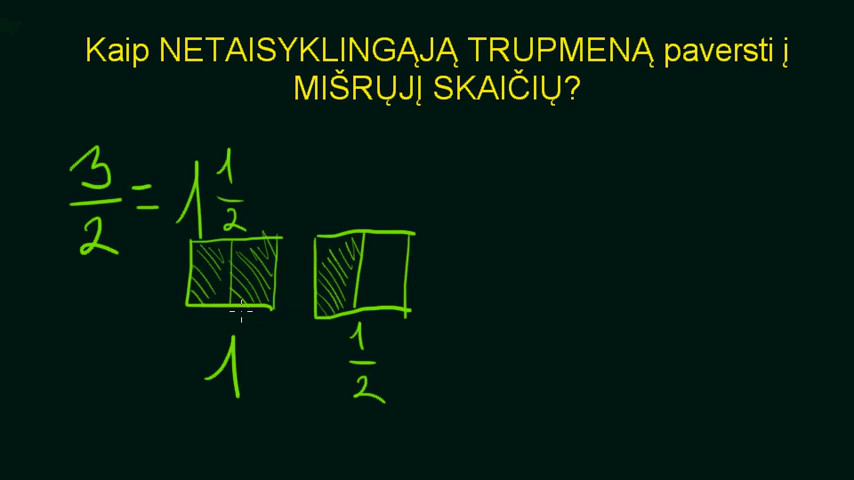 Kaip NETAISYKLINGĄJĄ TRUPMENĄ paversti į
MIŠRŲJĮ SKAIČIŲ?
3/2 = 1 1/2
1 1/2